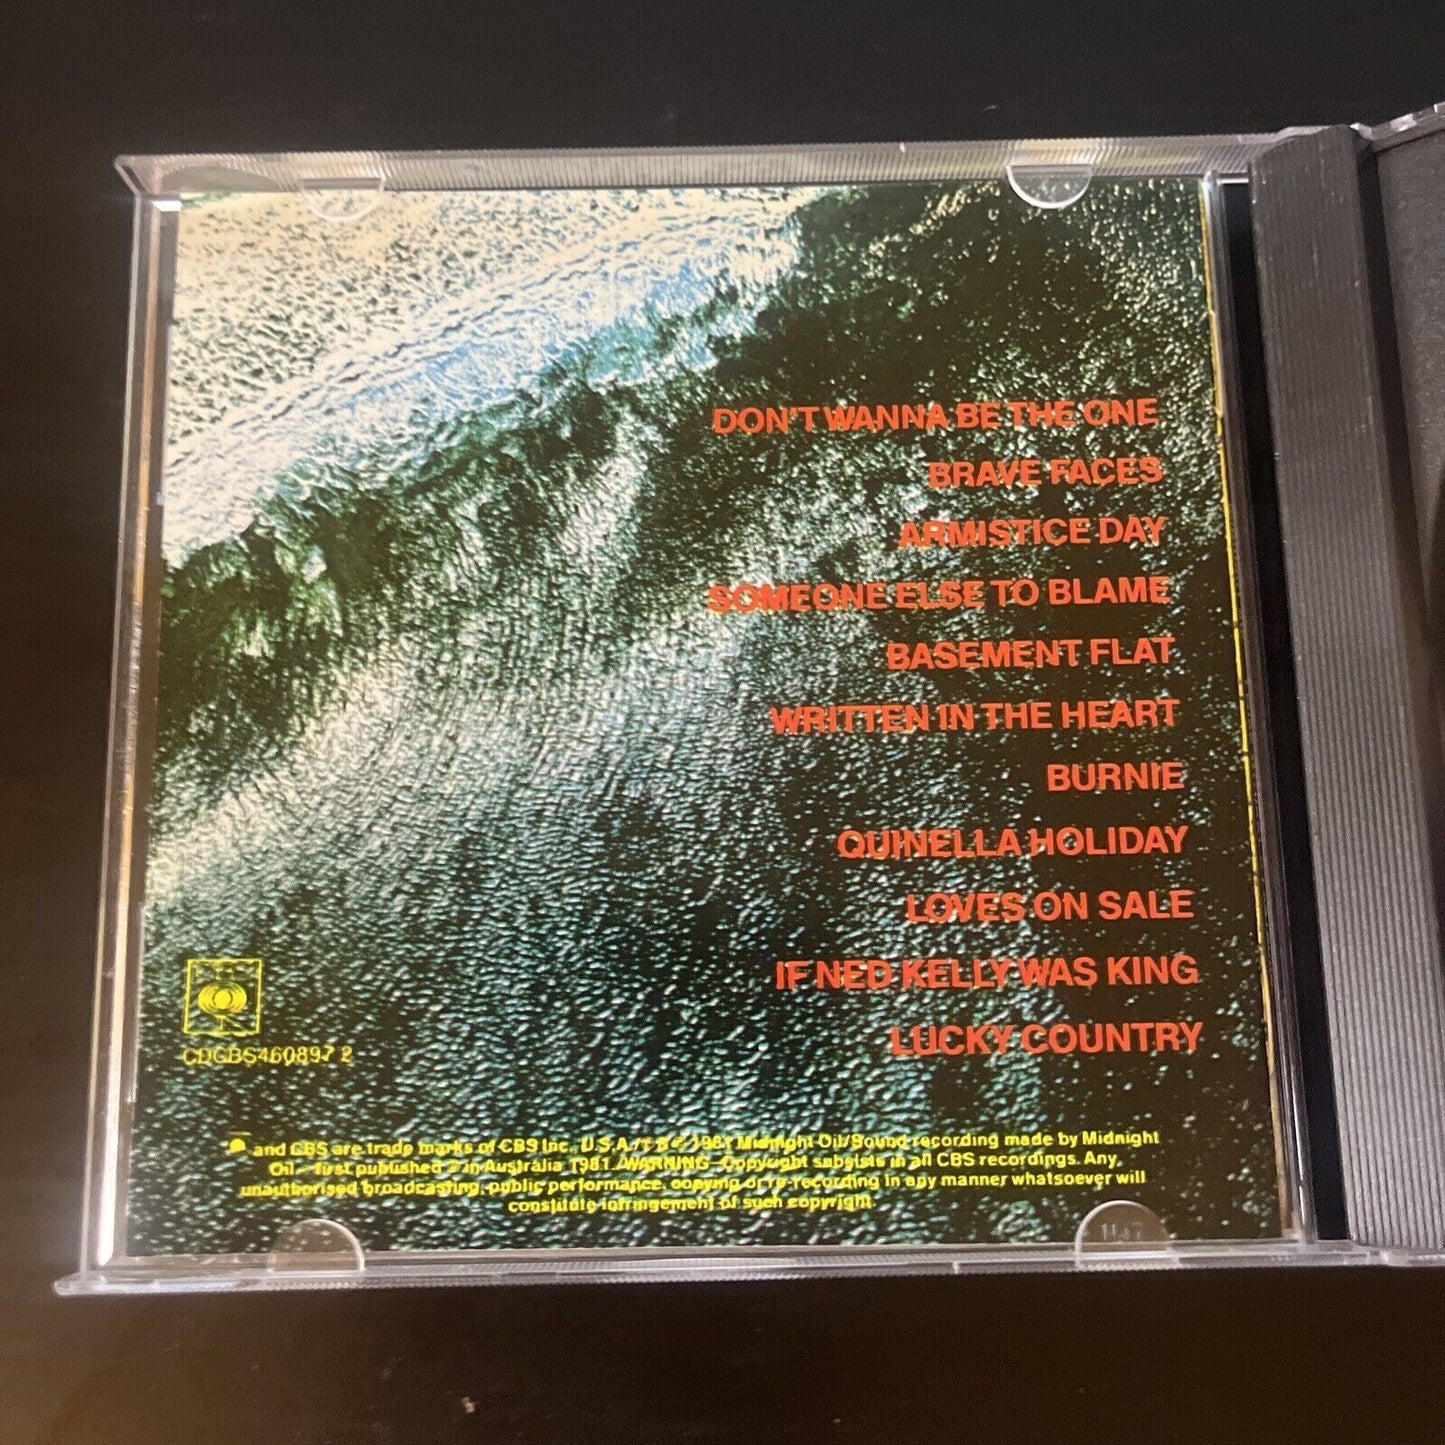 DON'T WANNA BE THE ONE
BRAVE FACES
ARMISTICE DAY
SOMEONE ELSE TO BLAME
BASEMENT FLAT
WRITTEN IN THE HEART
BURNIE
QUINELLA HOLIDAY
LOVES ON SALE
IF NED KELLY WAS KING
LUCKY COUNTRY
CDCBS460897 2
and CBS are trade marks of CBS Inc., U.S.A./ 1981 Midnight Oil/Sound recording made by Midnight
Oil – first published in Australia 1981./WARNING – Copyright subsists in all CBS recordings. Any
unauthorised broadcasting, public performance, copying or re-recording in any manner whatsoever will
constitute infringement of such copyright